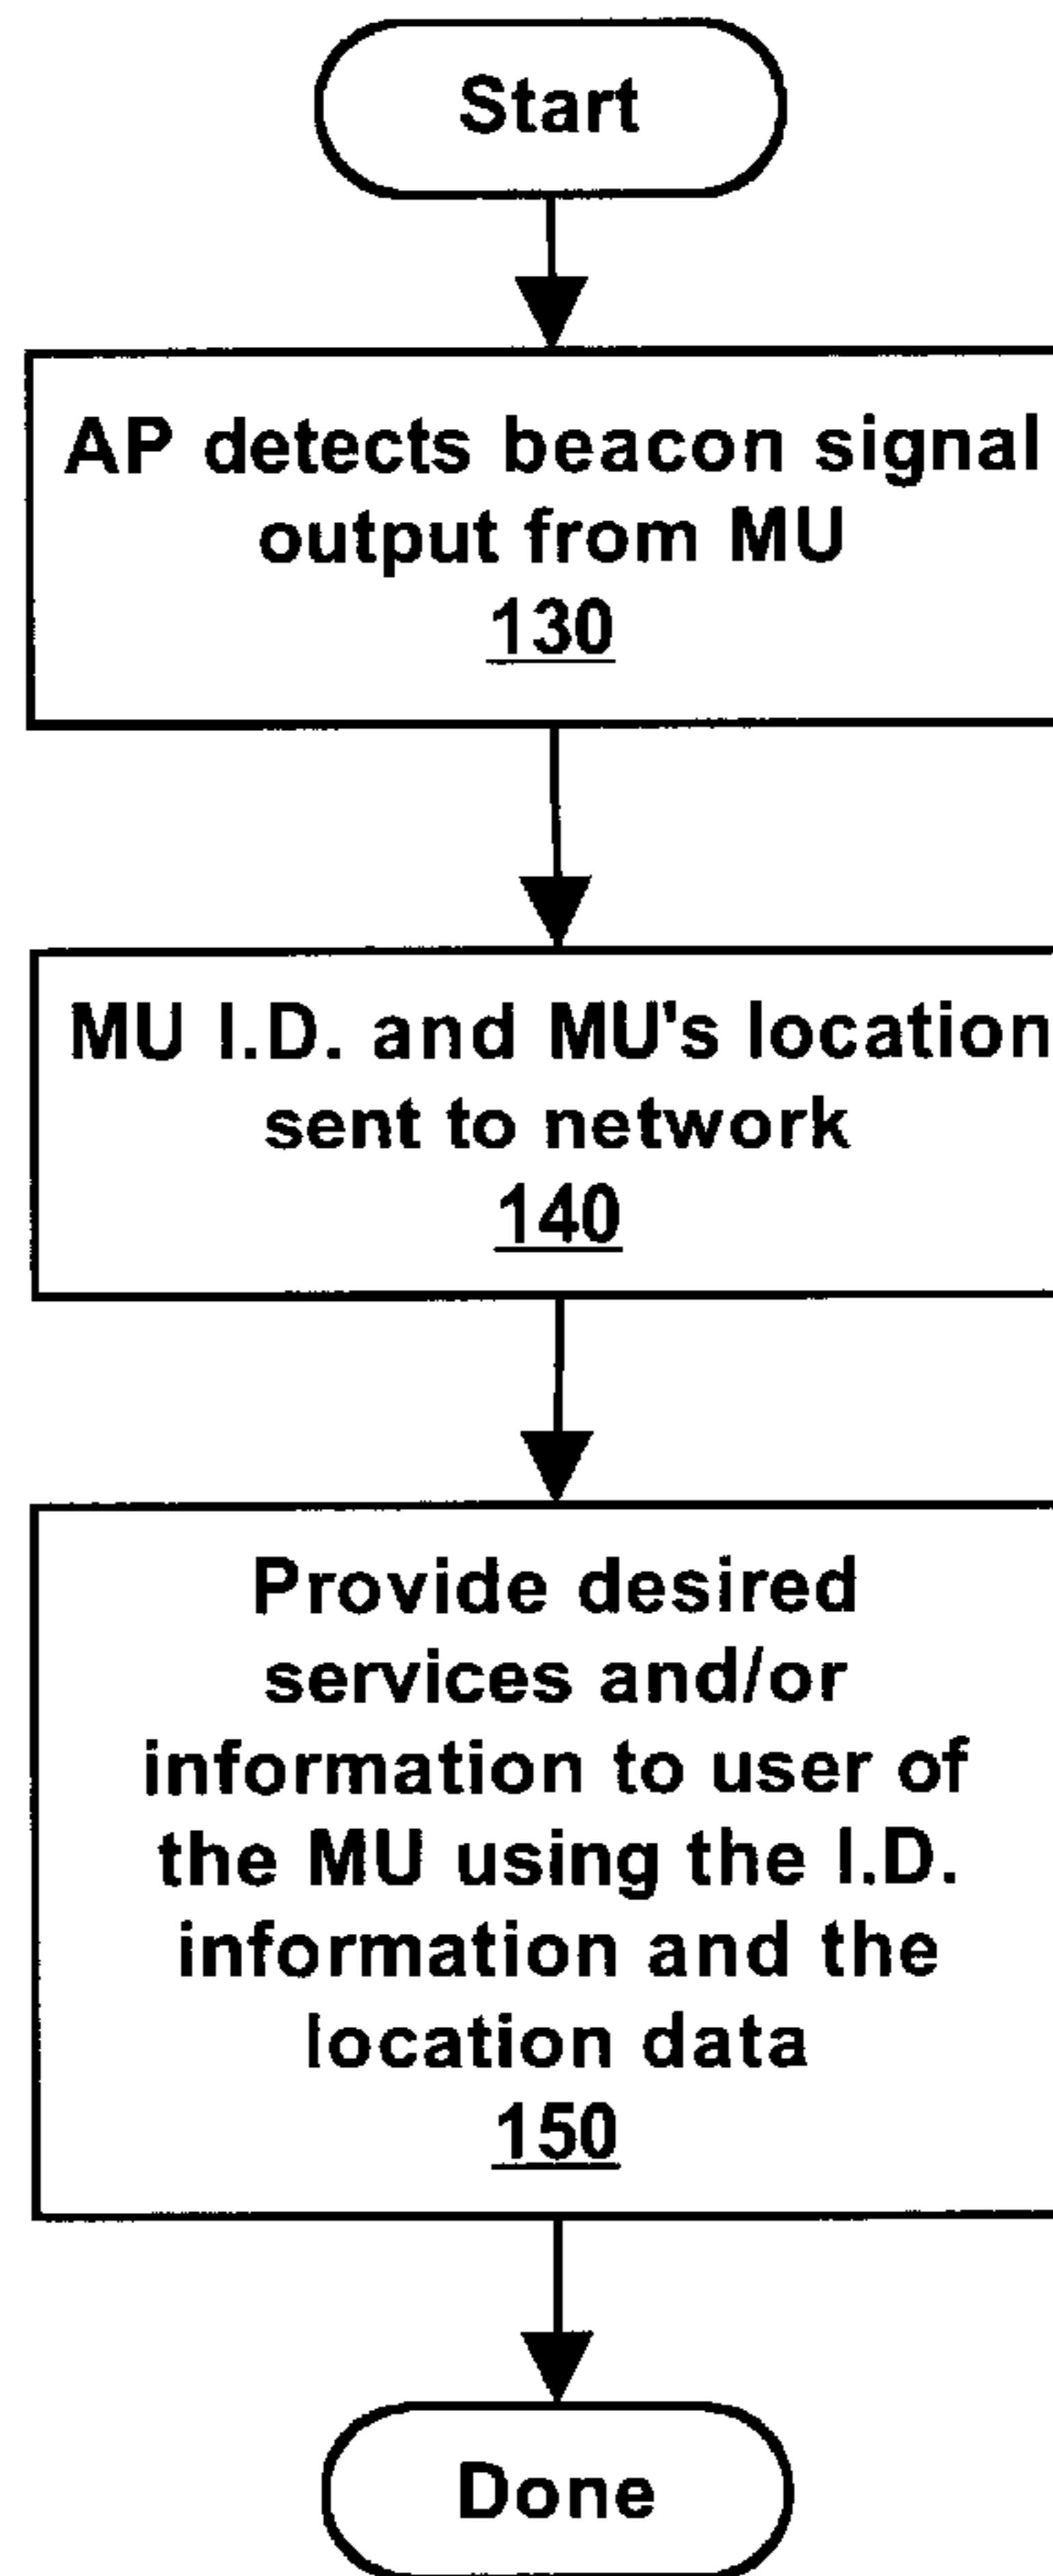 Start
AP detects beacon signal
output from MU
130
MU I.D. and MU's location
sent to network
140
Provide desired
services and/or
information to user of
the MU using the I.D.
information and the
location data
150
Done